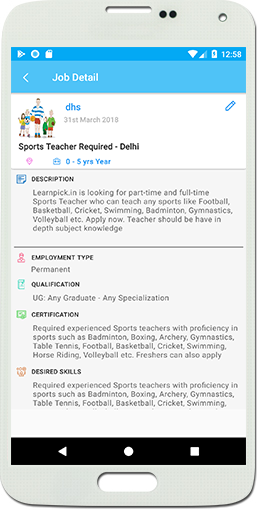 12:58
Job Detail
dhs
31st March 2018
Sports Teacher Required - Delhi
0 - 5 yrs Year
DESCRIPTION
Learnpick.in is looking for part-time and full-time
Sports Teacher who can teach any sports like Football,
Basketball, Cricket, Swimming, Badminton, Gymnastics,
Volleyball etc. Apply now. Teacher should be have in
depth subject knowledge
EMPLOYMENT TYPE
Permanent
QUALIFICATION
UG: Any Graduate - Any Specialization
CERTIFICATION
Required experienced Sports teachers with proficiency in
sports such as Badminton, Boxing, Archery, Gymnastics,
Table Tennis, Football, Basketball, Cricket, Swimming,
Horse Riding, Volleyball etc. Freshers can also apply
DESIRED SKILLS
Required experienced Sports teachers with proficiency in
sports such as Badminton, Boxing, Archery, Gymnastics,
Table Tennis, Football, Basketball, Cricket, Swimming,